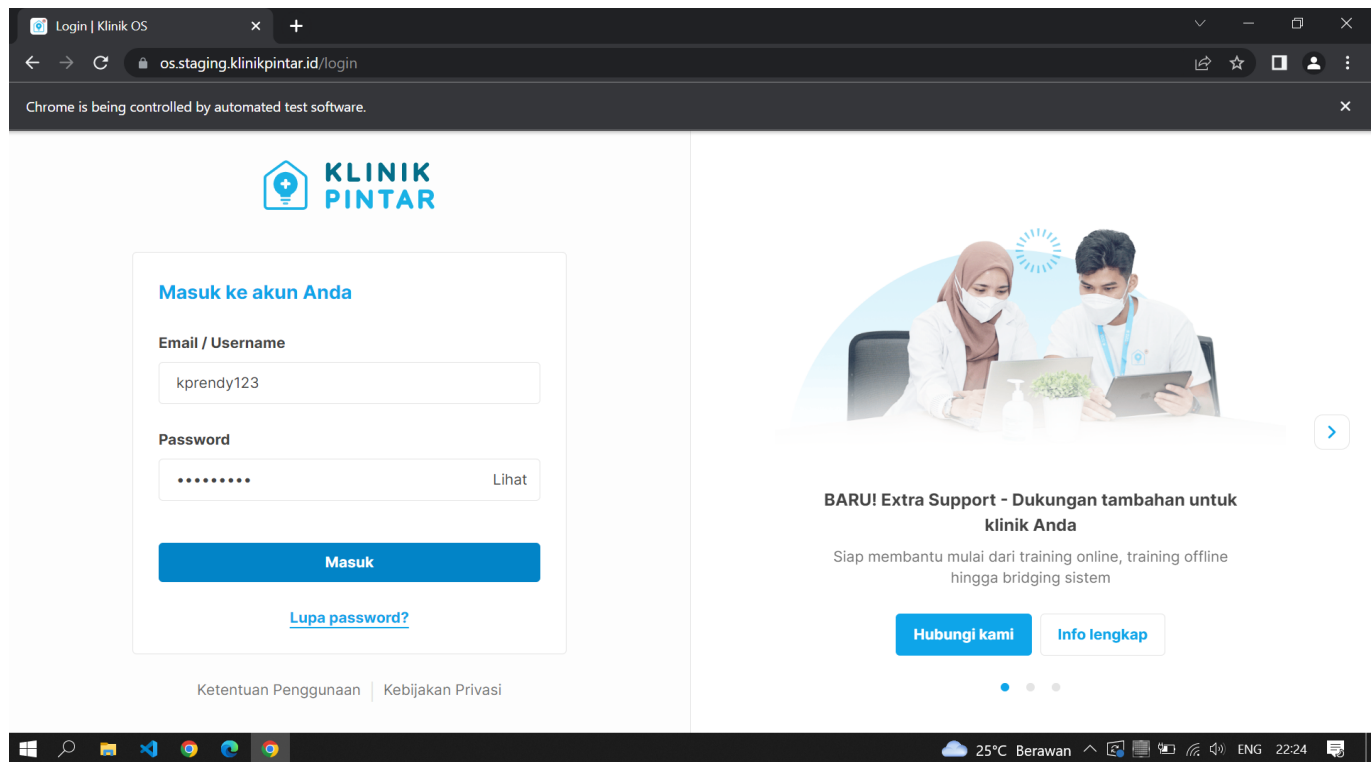 Login | Klinik OS
os.staging.klinikpintar.id/login
Chrome is being controlled by automated test software.
KLINIK
PINTAR
Masuk ke akun Anda
Email / Username
kprendy123
Password
•••••••••
Lihat
Masuk
Lupa password?
Ketentuan Penggunaan | Kebijakan Privasi
BARU! Extra Support - Dukungan tambahan untuk
klinik Anda
Siap membantu mulai dari training online, training offline
hingga bridging sistem
Hubungi kami
Info lengkap
25°C Berawan
ENG
22:24